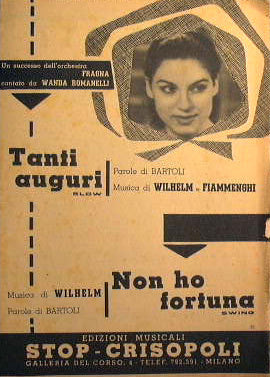 Un successo dell'orchestra
FRAGNA
cantato da WANDA ROMANELLI
Tanti
auguri
SLOW
Parole di BARTOLI
Musica di WILHELM e FIAMMENGHI
Non ho
fortuna
SWING
Musica di WILHELM
Parole di BARTOLI
EDIZIONI MUSICALI
STOP - CRISOPOLI
GALLERIA DEL CORSO, 4 - TELEF. 792.391 - MILANO